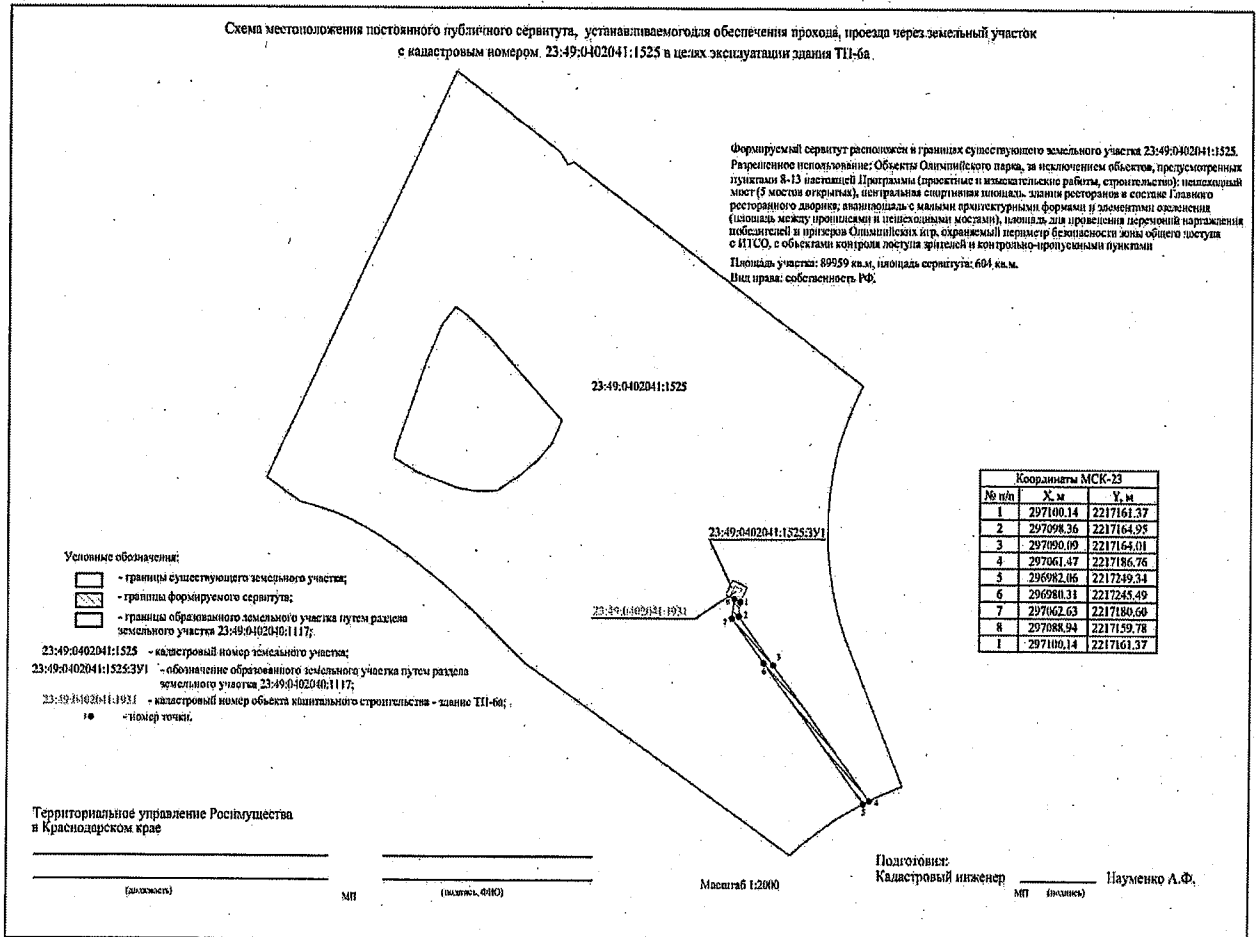 Схема местоположения постоянного публичного сервитута, устанавливаемогодля обеспечения прохода, проезда через земельный участок
с кадастровым номером 23:49:0402041:1525 в целях эксплуатации здания ТП-6а
Формируемый сервитут расположен в границах существующего земельного участка 23:49:0402041:1525.
Разрешенное использование: Объекты Олимпийского парка, за исключением объектов, предусмотренных
пунктами 8-13 настоящей Программы (проектные и изыскательские работы, строительство): пешеходный
мост (5 мостов открытых), центральная спортивная площадь, здания ресторанов в составе Главного
ресторанного дворика, аванплощадь с малыми архитектурными формами и элементами озеленения
(площадь между и пешеходными мостами), площадь для проведения церемоний награждения
победителей и призеров Олимпийских игр, охраняемый периметр безопасности зоны общего доступа
с ИТСО, с объектами контроля доступа зрителей и контрольно-пропускными пунктами
Площадь участка: 89959 кв.м, площадь сервитута: 604 кв.м.
Вид права: собственность РФ.
23:49:0402041:1525
23:49:0402041:1525:ЗУ1
23:49:0402041:1931
8 1
7 2
6 3
5 4
Координаты МСК-23
№ п/п X, м Y, м
1 297100,14 2217161,37
2 297098,36 2217164,95
3 297090,09 2217164,01
4 297061,47 2217186,76
5 296982,06 2217249,34
6 296980,31 2217245,49
7 297062,63 2217180,60
8 297088,94 2217159,78
1 297100,14 2217161,37
Условные обозначения:
- границы существующего земельного участка;
- границы формируемого сервитута;
- границы образованного земельного участка путем раздела
земельного участка 23:49:0402040:1117;
23:49:0402041:1525 - кадастровый номер земельного участка;
23:49:0402041:1525:ЗУ1 - обозначение образованного земельного участка путем раздела
земельного участка 23:49:0402040:1117;
23:49:0402041:1931 - кадастровый номер объекта капитального строительства - здание ТП-6а;
1 - номер точки.
Территориальное управление Росимущества
в Краснодарском крае
(должность) МП (подпись, ФИО)
Масштаб 1:2000
Подготовил:
Кадастровый инженер Науменко А.Ф.
МП (подпись)